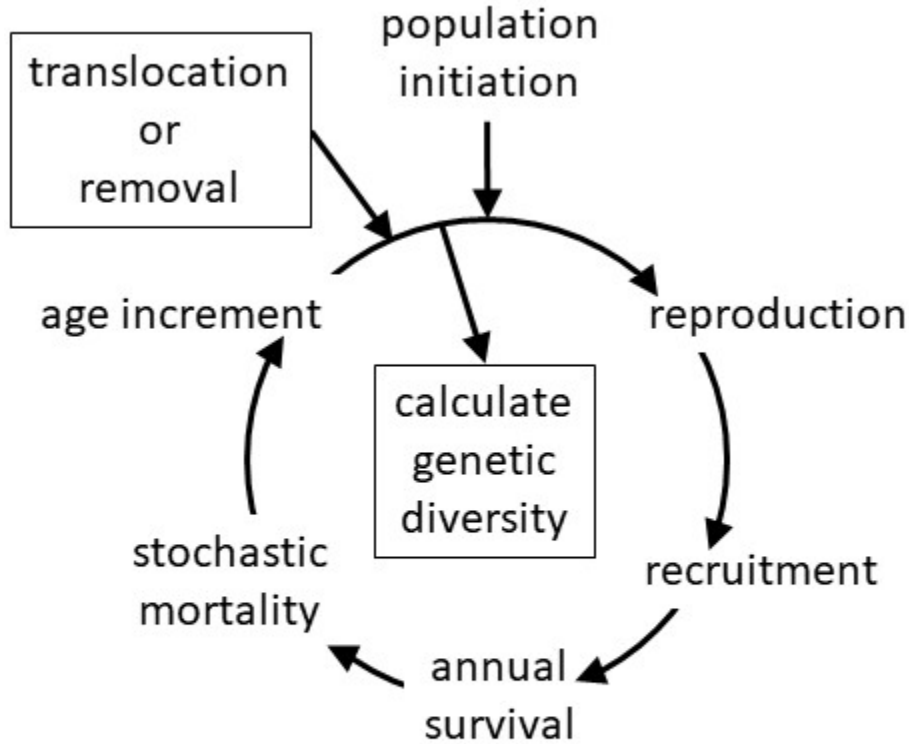 translocation
or
removal
population
initiation
age increment
reproduction
calculate
genetic
diversity
stochastic
mortality
recruitment
annual
survival